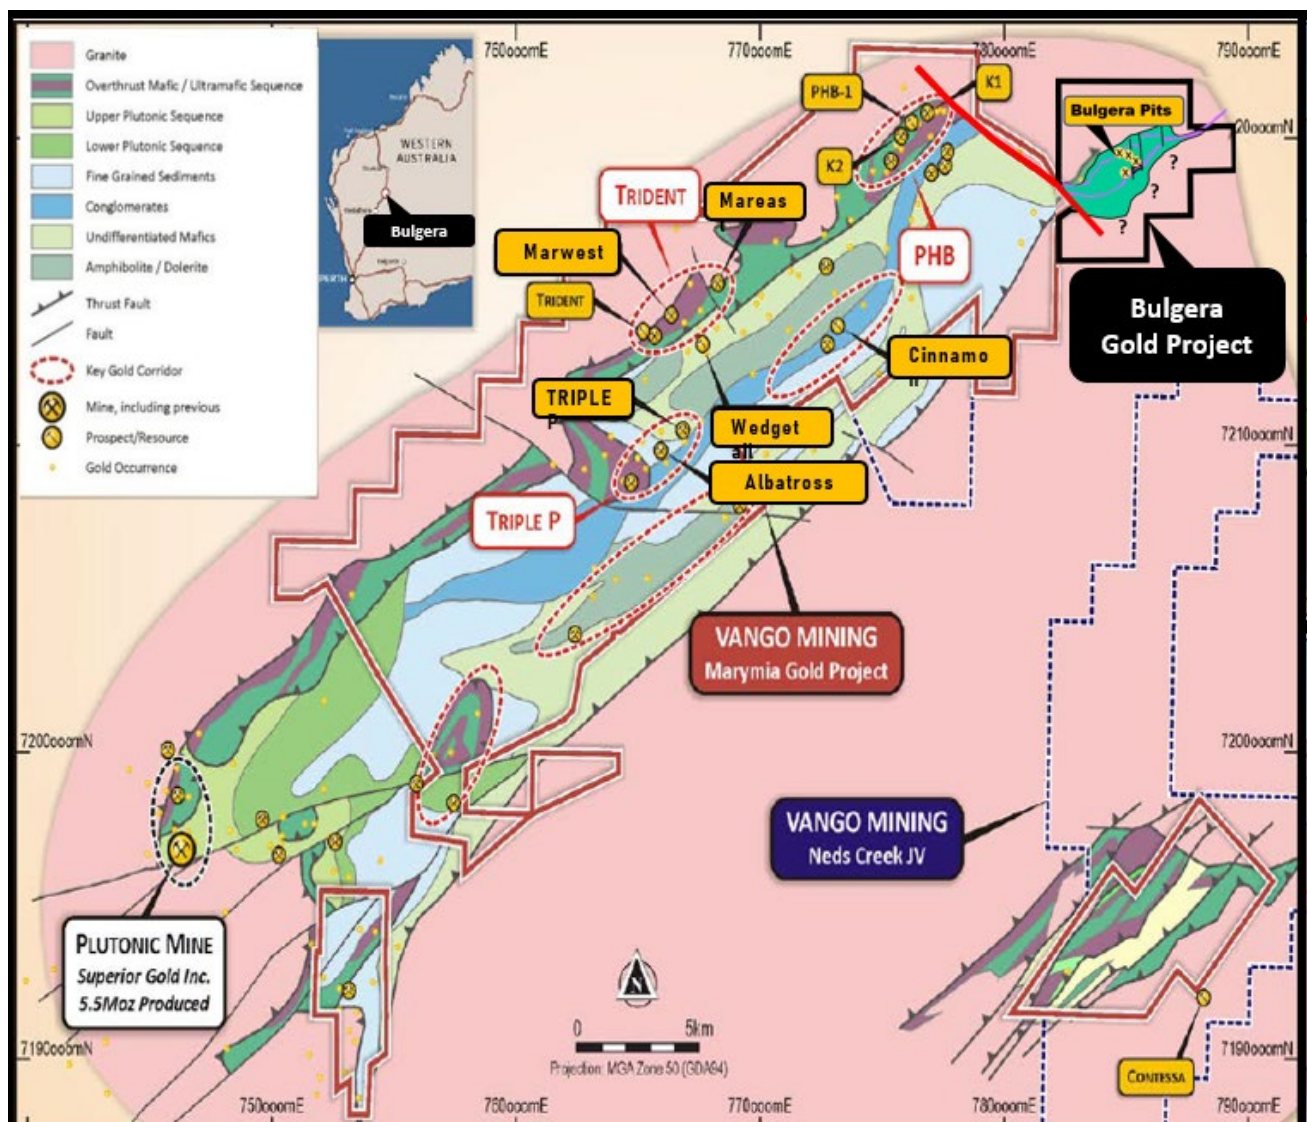 760000mE
770000mE
780000mE
790000mE
Granite
Overthrust Mafic / Ultramafic Sequence
Upper Plutonic Sequence
Lower Plutonic Sequence
Fine Grained Sediments
Conglomerates
Undifferentiated Mafics
Amphibolite / Dolerite
Thrust Fault
Fault
Key Gold Corridor
Mine, including previous
Prospect/Resource
Gold Occurrence
WESTERN
AUSTRALIA
Bulgera
PERTH
PHB-1
K1
K2
Bulgera Pits
20000mN
?
?
?
TRIDENT
Mareas
Marwest
TRIDENT
PHB
Bulgera
Gold Project
Cinnamo
n
TRIPLE
P
Wedget
ail
Albatross
7210000mN
TRIPLE P
VANGO MINING
Marymia Gold Project
7200000mN
7200000mN
VANGO MINING
Neds Creek JV
PLUTONIC MINE
Superior Gold Inc.
5.5Moz Produced
N
0 5km
Projection: MGA Zone 50 (GDA94)
7190000mN
7190000mN
CONTESSA
750000mE
760000mE
770000mE
780000mE
790000mE